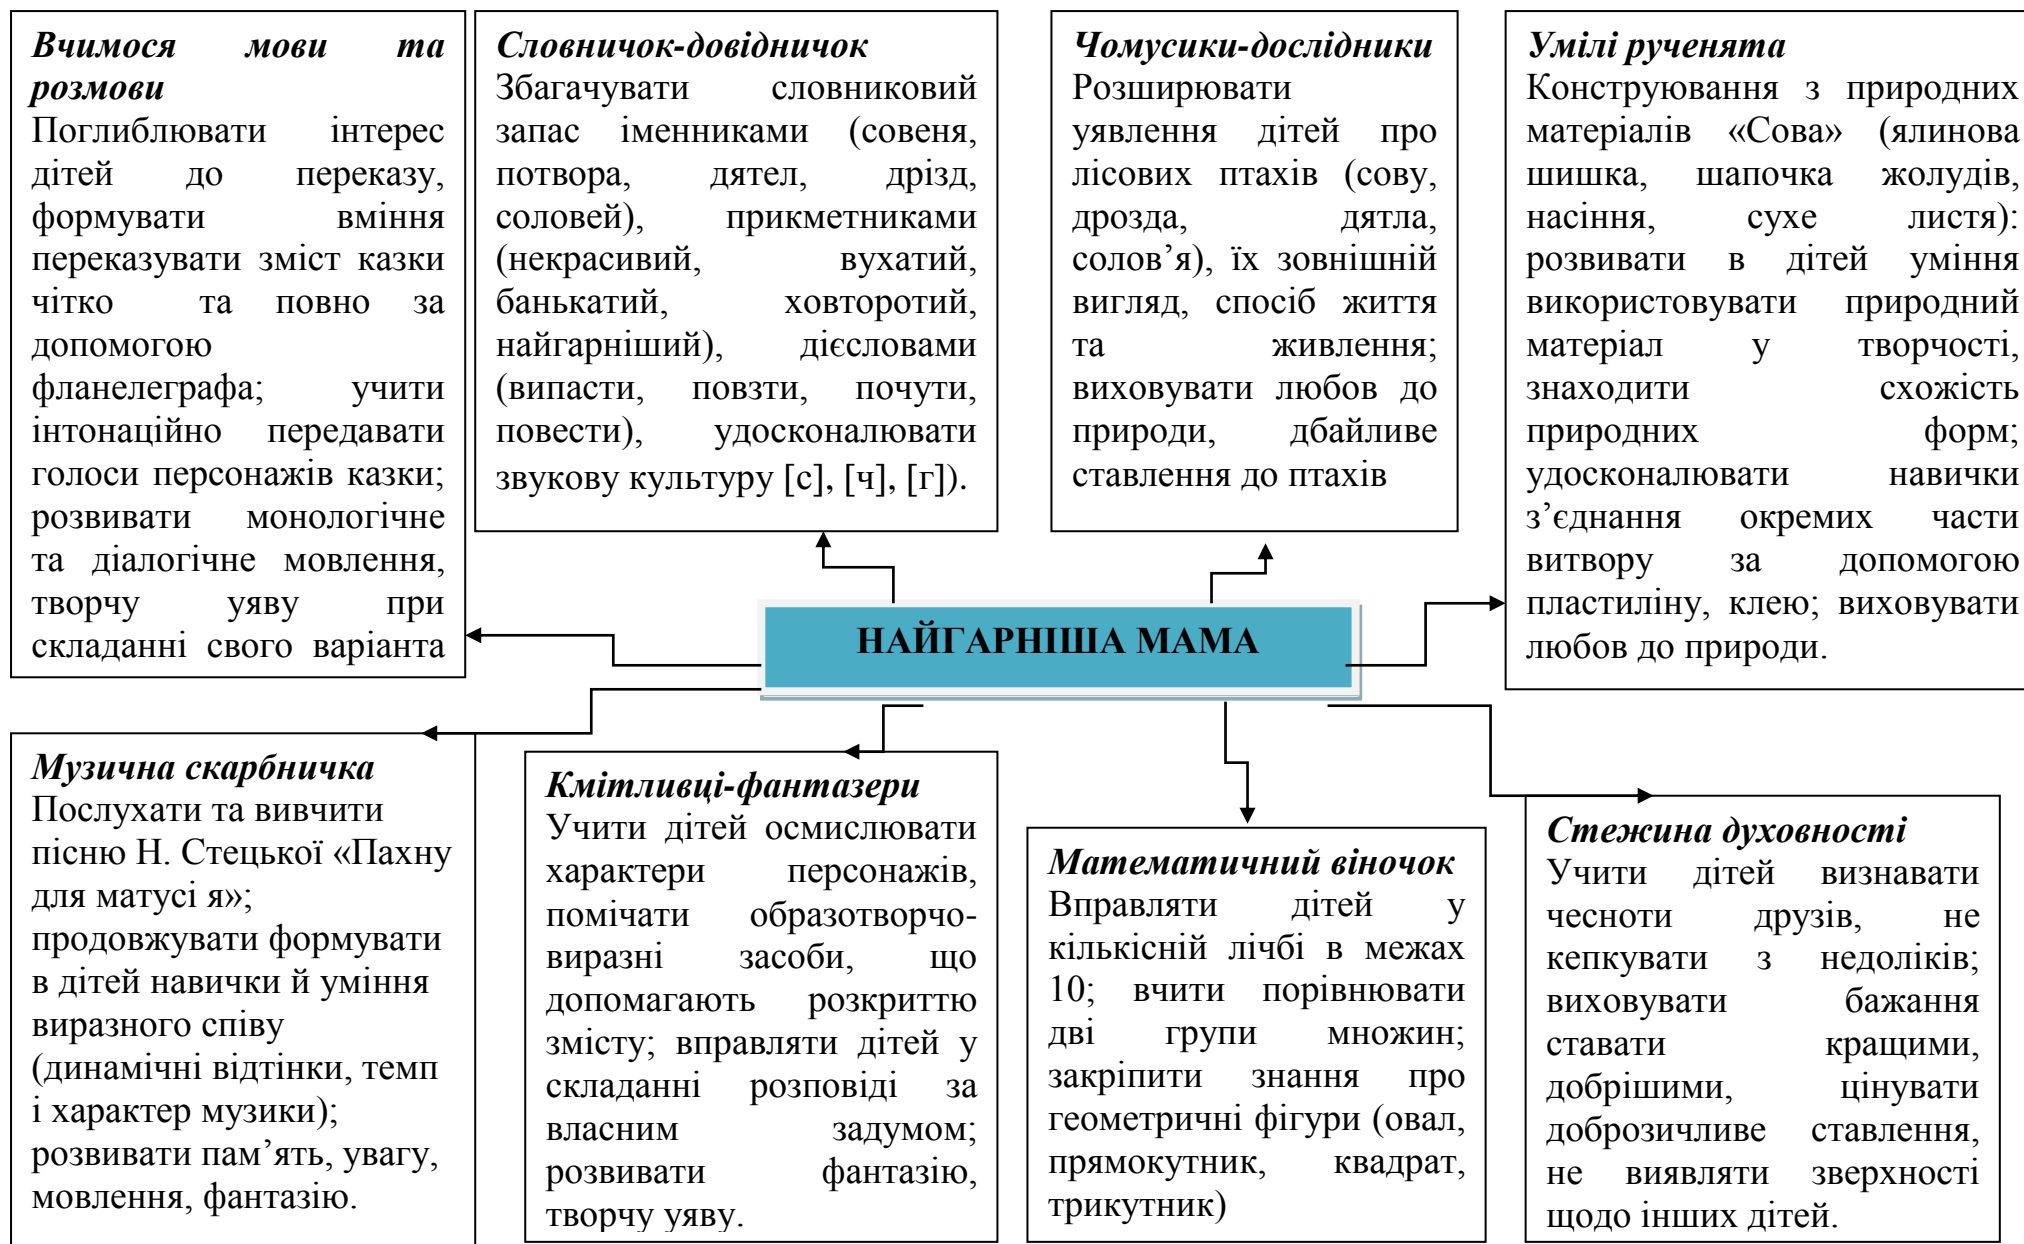 Вчимося мови та
розмови
Поглиблювати інтерес
дітей до переказу,
формувати вміння
переказувати зміст казки
чітко та повно за
допомогою
фланелеграфа; учити
інтонаційно передавати
голоси персонажів казки;
розвивати монологічне
та діалогічне мовлення,
творчу уяву при
складанні свого варіанта
Словничок-довідничок
Збагачувати словниковий
запас іменниками (совеня,
потвора, дятел, дрізд,
соловей), прикметниками
(некрасивий, вухатий,
банькатий, ховторотий,
найгарніший), дієсловами
(випасти, повзти, почути,
повести), удосконалювати
звукову культуру [с], [ч], [г]).
Чомусики-дослідники
Розширювати
уявлення дітей про
лісових птахів (сову,
дрозда, дятла,
солов’я), їх зовнішній
вигляд, спосіб життя
та живлення;
виховувати любов до
природи, дбайливе
ставлення до птахів
Умілі рученята
Конструювання з природних
матеріалів «Сова» (ялинова
шишка, шапочка жолудів,
насіння, сухе листя):
розвивати в дітей уміння
використовувати природний
матеріал у творчості,
знаходити схожість
природних форм;
удосконалювати навички
з’єднання окремих части
витвору за допомогою
пластиліну, клею; виховувати
любов до природи.
НАЙГАРНІША МАМА
Музична скарбничка
Послухати та вивчити
пісню Н. Стецької «Пахну
для матусі я»;
продовжувати формувати
в дітей навички й уміння
виразного співу
(динамічні відтінки, темп
і характер музики);
розвивати пам’ять, увагу,
мовлення, фантазію.
Кмітливці-фантазери
Учити дітей осмислювати
характери персонажів,
помічати образотворчо-
виразні засоби, що
допомагають розкриттю
змісту; вправляти дітей у
складанні розповіді за
власним задумом;
розвивати фантазію,
творчу уяву.
Математичний віночок
Вправляти дітей у
кількісній лічбі в межах
10; вчити порівнювати
дві групи множин;
закріпити знання про
геометричні фігури (овал,
прямокутник, квадрат,
трикутник)
Стежина духовності
Учити дітей визнавати
чесноти друзів, не
кепкувати з недоліків;
виховувати бажання
ставати кращими,
добрішими, цінувати
доброзичливе ставлення,
не виявляти зверхності
щодо інших дітей.